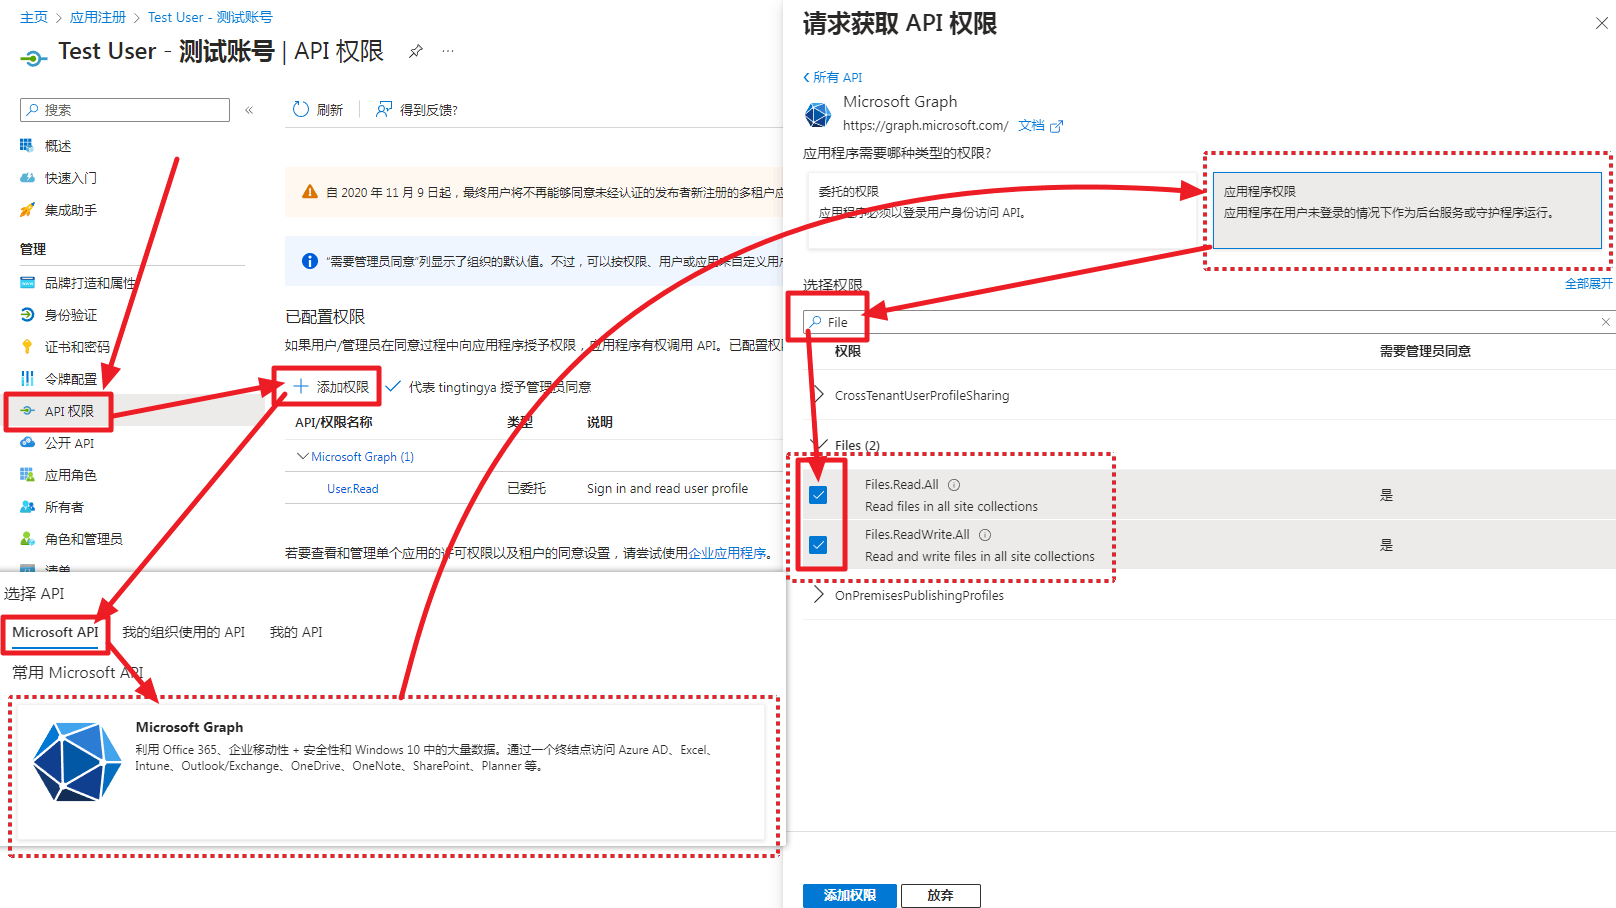 主页 > 应用注册 > Test User - 测试账号
Test User - 测试账号 | API 权限
搜索
概述
快速入门
集成助手
管理
品牌打造和属性
身份验证
证书和密码
令牌配置
API 权限
公开 API
应用角色
所有者
角色和管理员
清单
刷新
得到反馈?
自 2020 年 11 月 9 日起，最终用户将不再能够同意未经认证的发布者新注册的多租户应
“需要管理员同意”列显示了组织的默认值。不过，可以按权限、用户或应用来自定义用户
已配置权限
如果用户/管理员在同意过程中向应用程序授予权限，应用程序有权调用 API。已配置权
添加权限
代表 tingtingya 授予管理员同意
API/权限名称 类型 说明
Microsoft Graph (1)
User.Read 已委托 Sign in and read user profile
若要查看和管理单个应用的许可权限以及租户的同意设置，请尝试使用企业应用程序。
选择 API
Microsoft API 我的组织使用的 API 我的 API
常用 Microsoft API
Microsoft Graph
利用 Office 365、企业移动性 + 安全性和 Windows 10 中的大量数据。通过一个终结点访问 Azure AD、Excel、
Intune、Outlook/Exchange、OneDrive、OneNote、SharePoint、Planner 等。
请求获取 API 权限
所有 API
Microsoft Graph
https://graph.microsoft.com/ 文档
应用程序需要哪种类型的权限?
委托的权限
应用程序必须以登录用户身份访问 API。
应用程序权限
应用程序在用户未登录的情况下作为后台服务或守护程序运行。
选择权限
全部展开
File
权限 需要管理员同意
CrossTenantUserProfileSharing
Files (2)
Files.Read.All
Read files in all site collections
是
Files.ReadWrite.All
Read and write files in all site collections
是
OnPremisesPublishingProfiles
添加权限
放弃